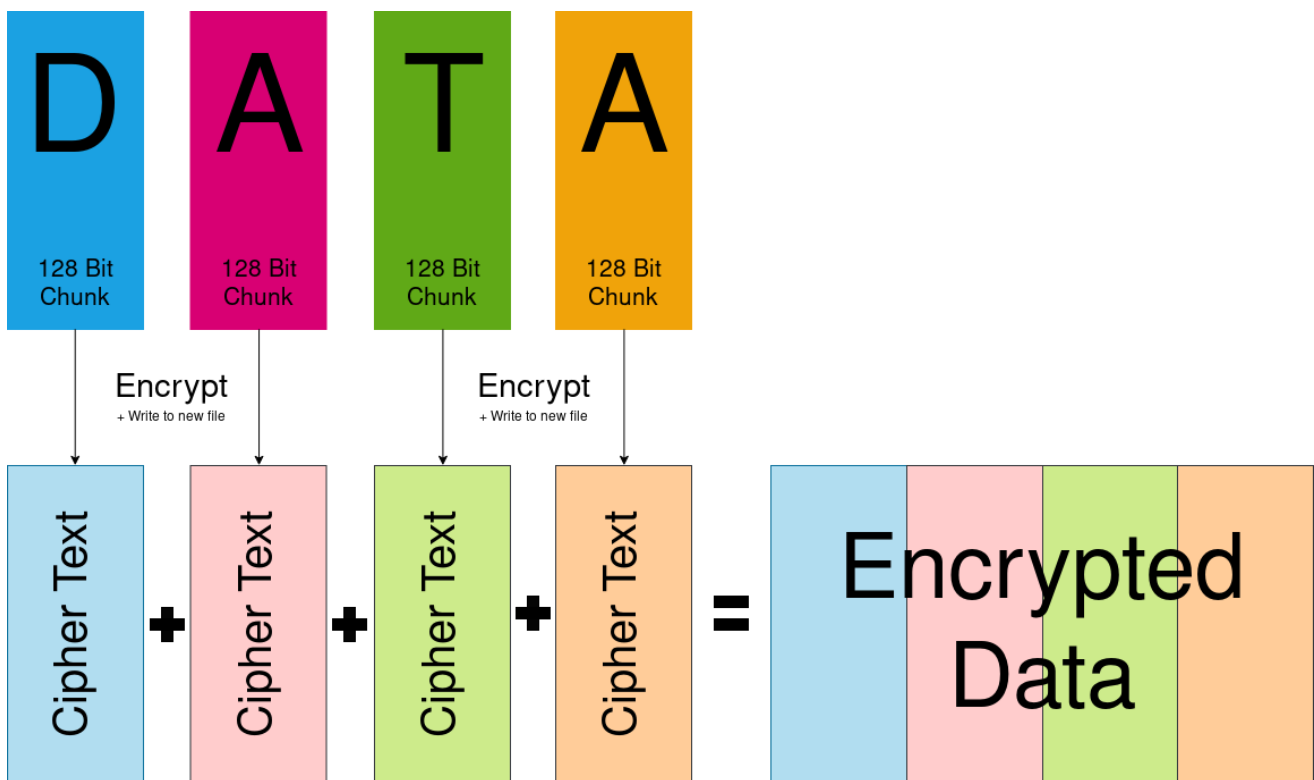 D A T A
128 Bit 128 Bit 128 Bit 128 Bit
Chunk Chunk Chunk Chunk
Encrypt Encrypt
+ Write to new file + Write to new file
Cipher Text + Cipher Text + Cipher Text + Cipher Text = Encrypted
Data